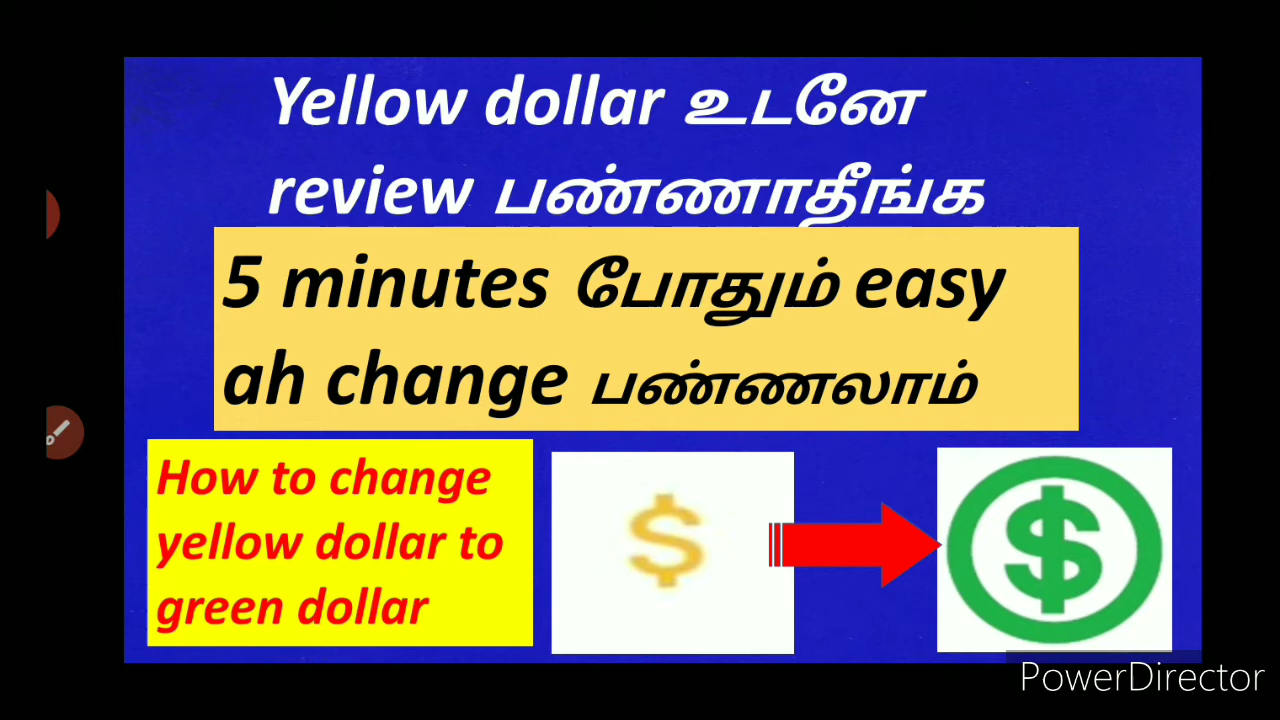 Yellow dollar உடனே
review பண்ணாதீங்க
5 minutes போதும் easy
ah change பண்ணலாம்
How to change
yellow dollar to
green dollar
$
$
PowerDirector